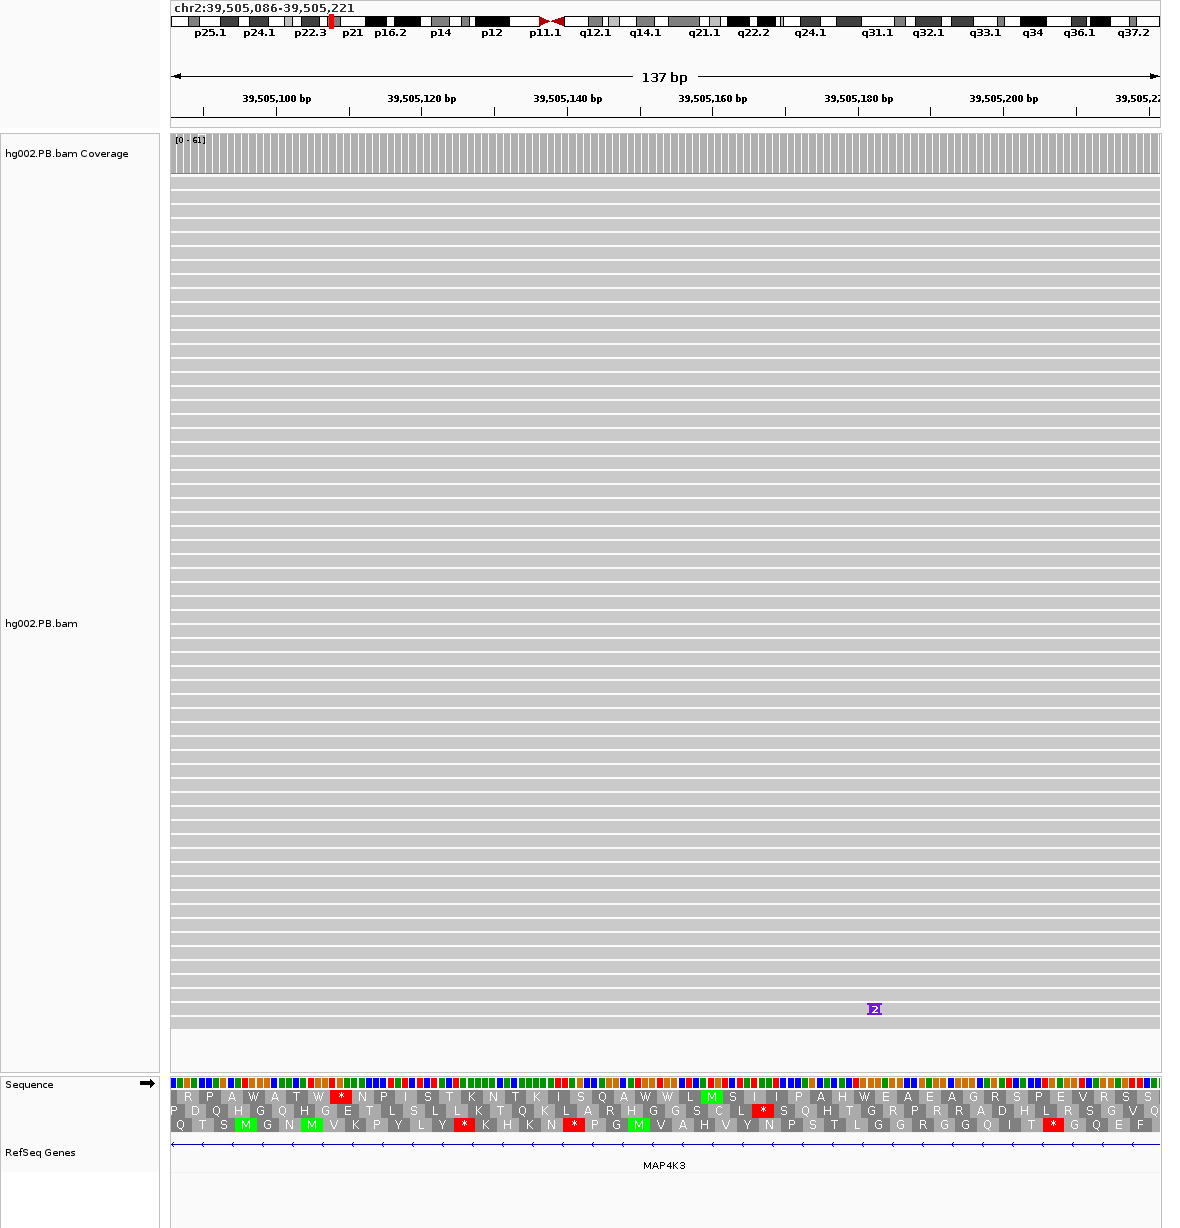 chr2:39,505,086-39,505,221
p25.1 p24.1 p22.3 p21 p16.2 p14 p12 p11.1 q12.1 q14.1 q21.1 q22.2 q24.1 q31.1 q32.1 q33.1 q34 q36.1 q37.2
137 bp
39,505,100 bp 39,505,120 bp 39,505,140 bp 39,505,160 bp 39,505,180 bp 39,505,200 bp 39,505,22
[0 - 61]
hg002.PB.bam Coverage
hg002.PB.bam
2
Sequence
I R P A W A T W * N P I S T K N T K I S Q A W W L M S I I P A H W E A E A G R S P E V R S S
P D Q H G Q H G E T L S L L K T Q K L A R H G G S C L * S Q H T G R P R R A D H L R S G V Q
Q T S M G N M V K P Y L Y * K H K N * P G M V A H V Y N P S T L G G R G G Q I T * G Q E F
RefSeq Genes
MAP4K3